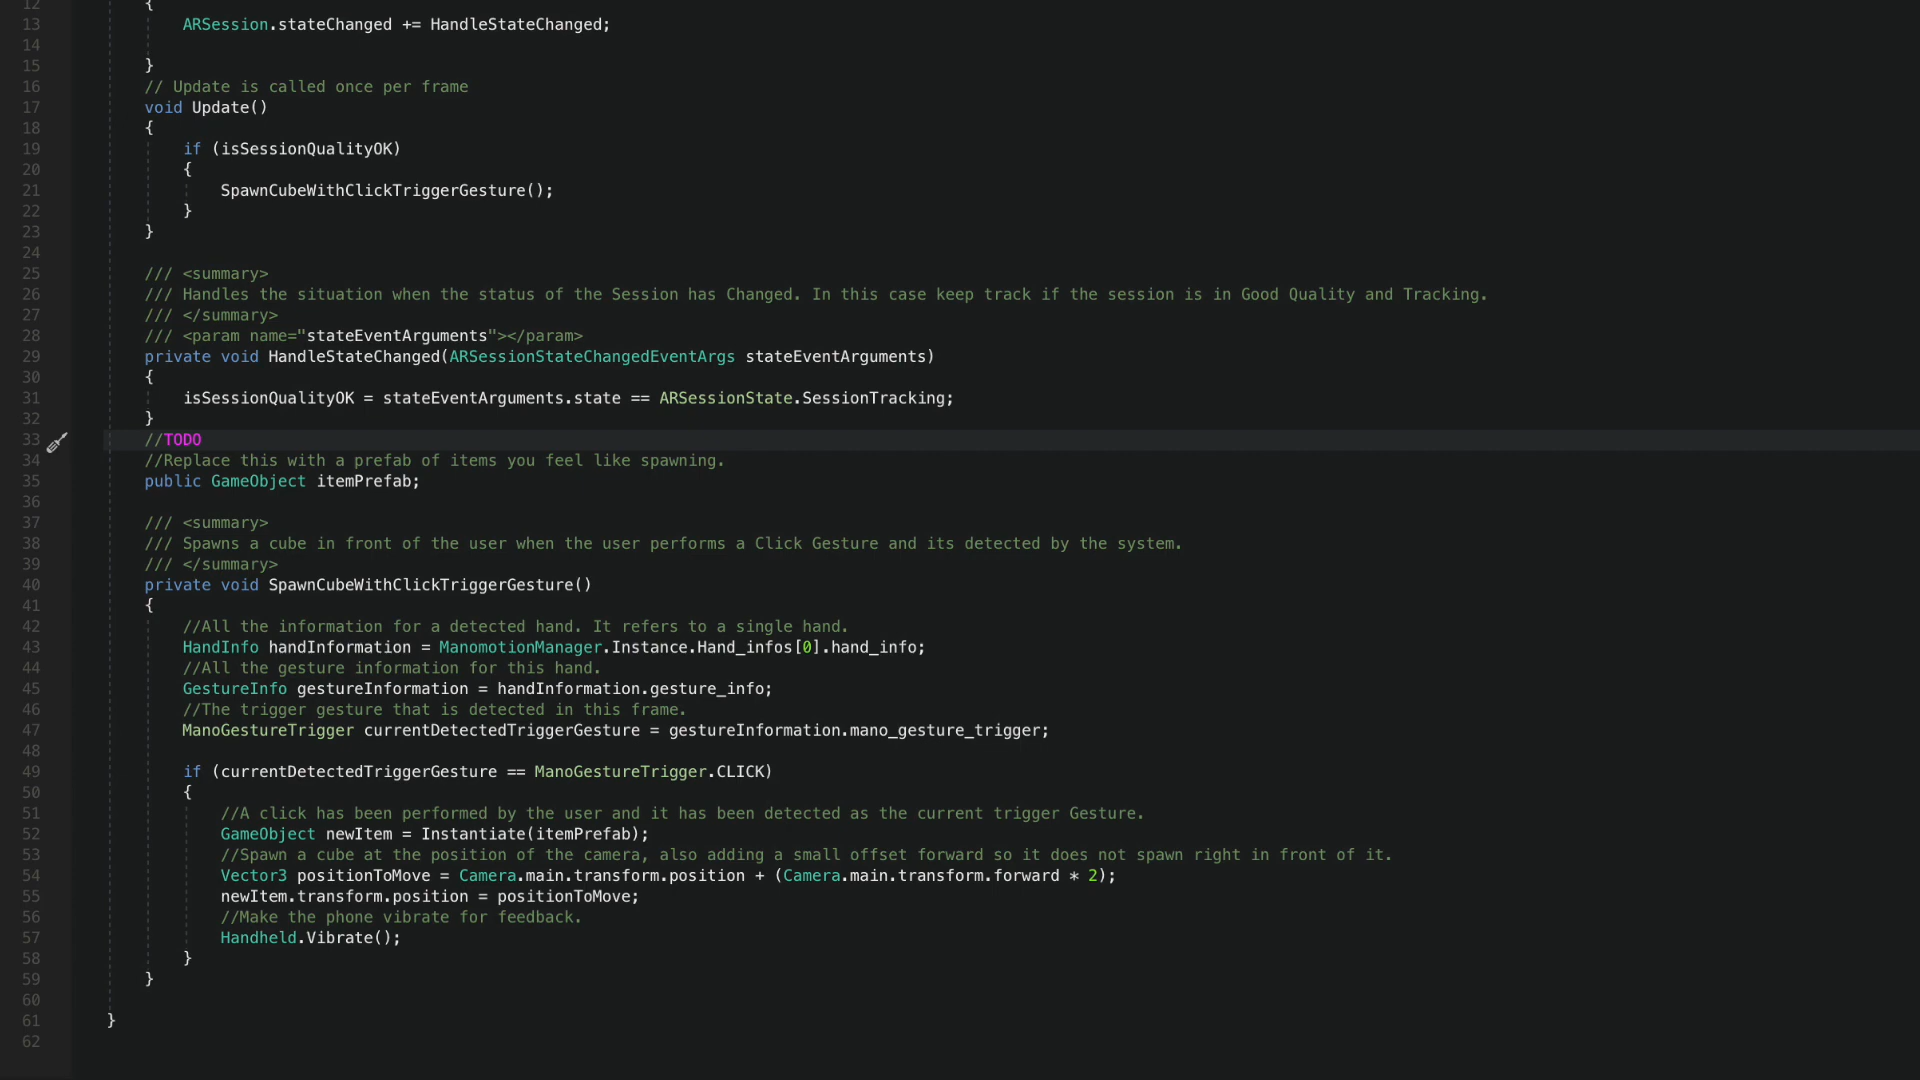 12 {
13 ARSession.stateChanged += HandleStateChanged;
14
15 }
16 // Update is called once per frame
17 void Update()
18 {
19 if (isSessionQualityOK)
20 {
21 SpawnCubeWithClickTriggerGesture();
22 }
23 }
24
25 /// <summary>
26 /// Handles the situation when the status of the Session has Changed. In this case keep track if the session is in Good Quality and Tracking.
27 /// </summary>
28 /// <param name="stateEventArguments"></param>
29 private void HandleStateChanged(ARSessionStateChangedEventArgs stateEventArguments)
30 {
31 isSessionQualityOK = stateEventArguments.state == ARSessionState.SessionTracking;
32 }
33 //TODO
34 //Replace this with a prefab of items you feel like spawning.
35 public GameObject itemPrefab;
36
37 /// <summary>
38 /// Spawns a cube in front of the user when the user performs a Click Gesture and its detected by the system.
39 /// </summary>
40 private void SpawnCubeWithClickTriggerGesture()
41 {
42 //All the information for a detected hand. It refers to a single hand.
43 HandInfo handInformation = ManomotionManager.Instance.Hand_infos[0].hand_info;
44 //All the gesture information for this hand.
45 GestureInfo gestureInformation = handInformation.gesture_info;
46 //The trigger gesture that is detected in this frame.
47 ManoGestureTrigger currentDetectedTriggerGesture = gestureInformation.mano_gesture_trigger;
48
49 if (currentDetectedTriggerGesture == ManoGestureTrigger.CLICK)
50 {
51 //A click has been performed by the user and it has been detected as the current trigger Gesture.
52 GameObject newItem = Instantiate(itemPrefab);
53 //Spawn a cube at the position of the camera, also adding a small offset forward so it does not spawn right in front of it.
54 Vector3 positionToMove = Camera.main.transform.position + (Camera.main.transform.forward * 2);
55 newItem.transform.position = positionToMove;
56 //Make the phone vibrate for feedback.
57 Handheld.Vibrate();
58 }
59 }
60
61 }
62